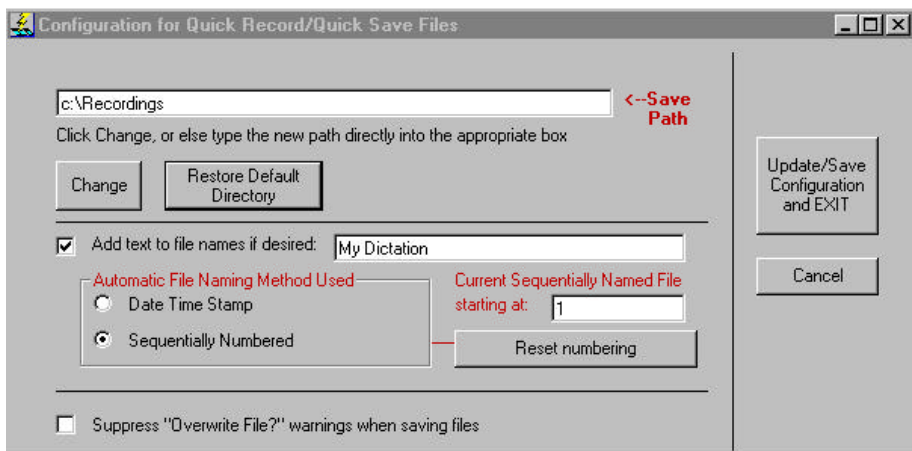 Configuration for Quick Record/Quick Save Files
c:\Recordings
<--Save
Path
Click Change, or else type the new path directly into the appropriate box
Change
Restore Default
Directory
Update/Save
Configuration
and EXIT
Add text to file names if desired:
My Dictation
Cancel
Automatic File Naming Method Used
Date Time Stamp
Sequentially Numbered
Current Sequentially Named File
starting at:
1
Reset numbering
Suppress "Overwrite File?" warnings when saving files